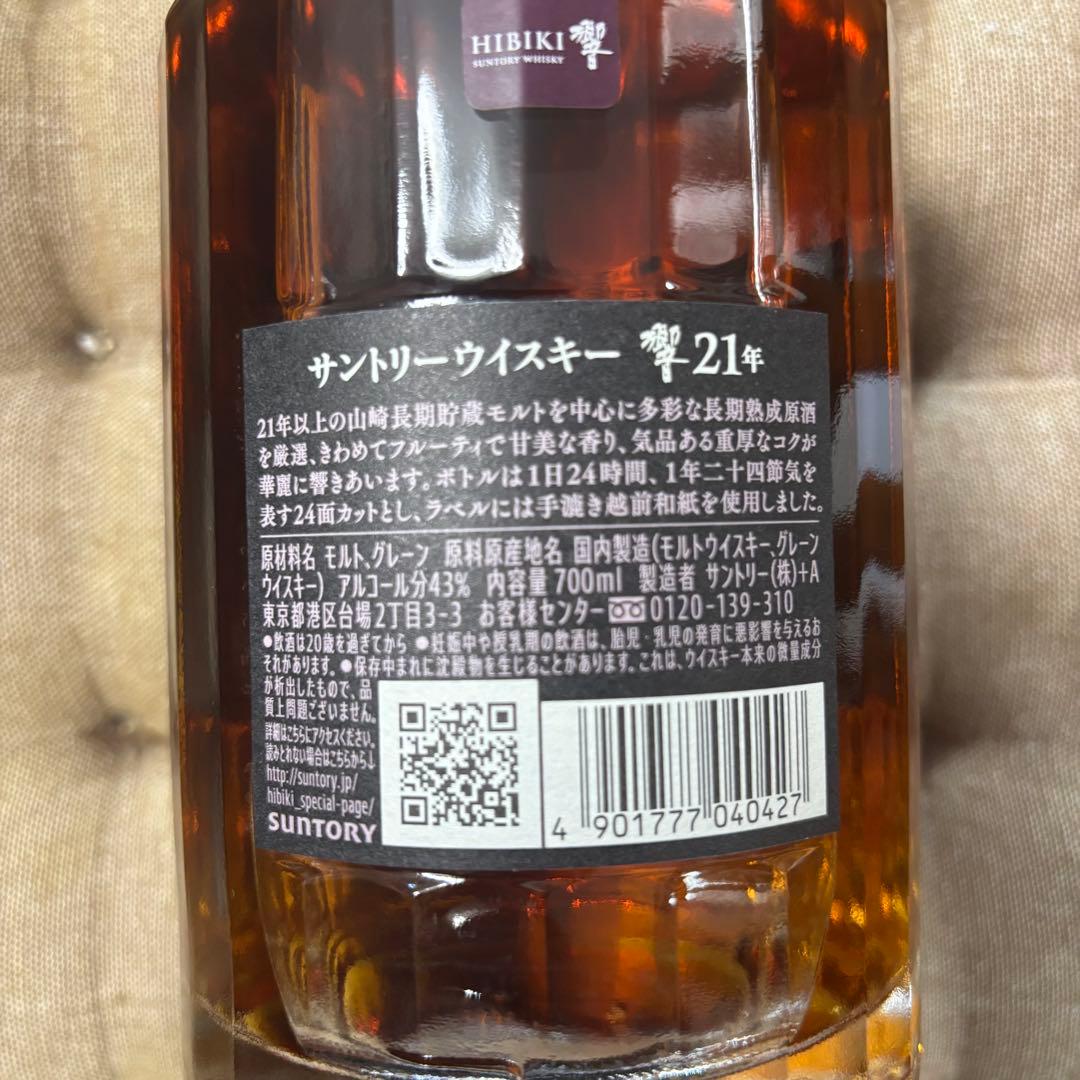 HIBIKI 響
SUNTORY WHISKY
サントリーウイスキー 響 21年
21年以上の山崎長期貯蔵モルトを中心に多彩な長期熟成原酒
を厳選、きわめてフルーティで甘美な香り、気品ある重厚なコクが
華麗に響きあいます。ボトルは1日24時間、1年二十四節気を
表す24面カットとし、ラベルには手漉き越前和紙を使用しました。
原材料名 モルト、グレーン 原料原産地名 国内製造(モルトウイスキー、グレーン
ウイスキー) アルコール分43% 内容量 700ml 製造者 サントリー(株)+A
東京都港区台場2丁目3-3 お客様センター 0120-139-310
●飲酒は20歳を過ぎてから ●妊娠中や授乳期の飲酒は、胎児・乳児の発育に悪影響を与えるお
それがあります。●保存中まれに沈殿物を生じることがあります。これは、ウイスキー本来の微量成分
が析出したもので、品
質上問題ございません。
詳細はこちらにアクセスください。
読みとれない場合はこちらから↓
http://suntory.jp/
hibiki_special-page/
SUNTORY
4 901777 040427